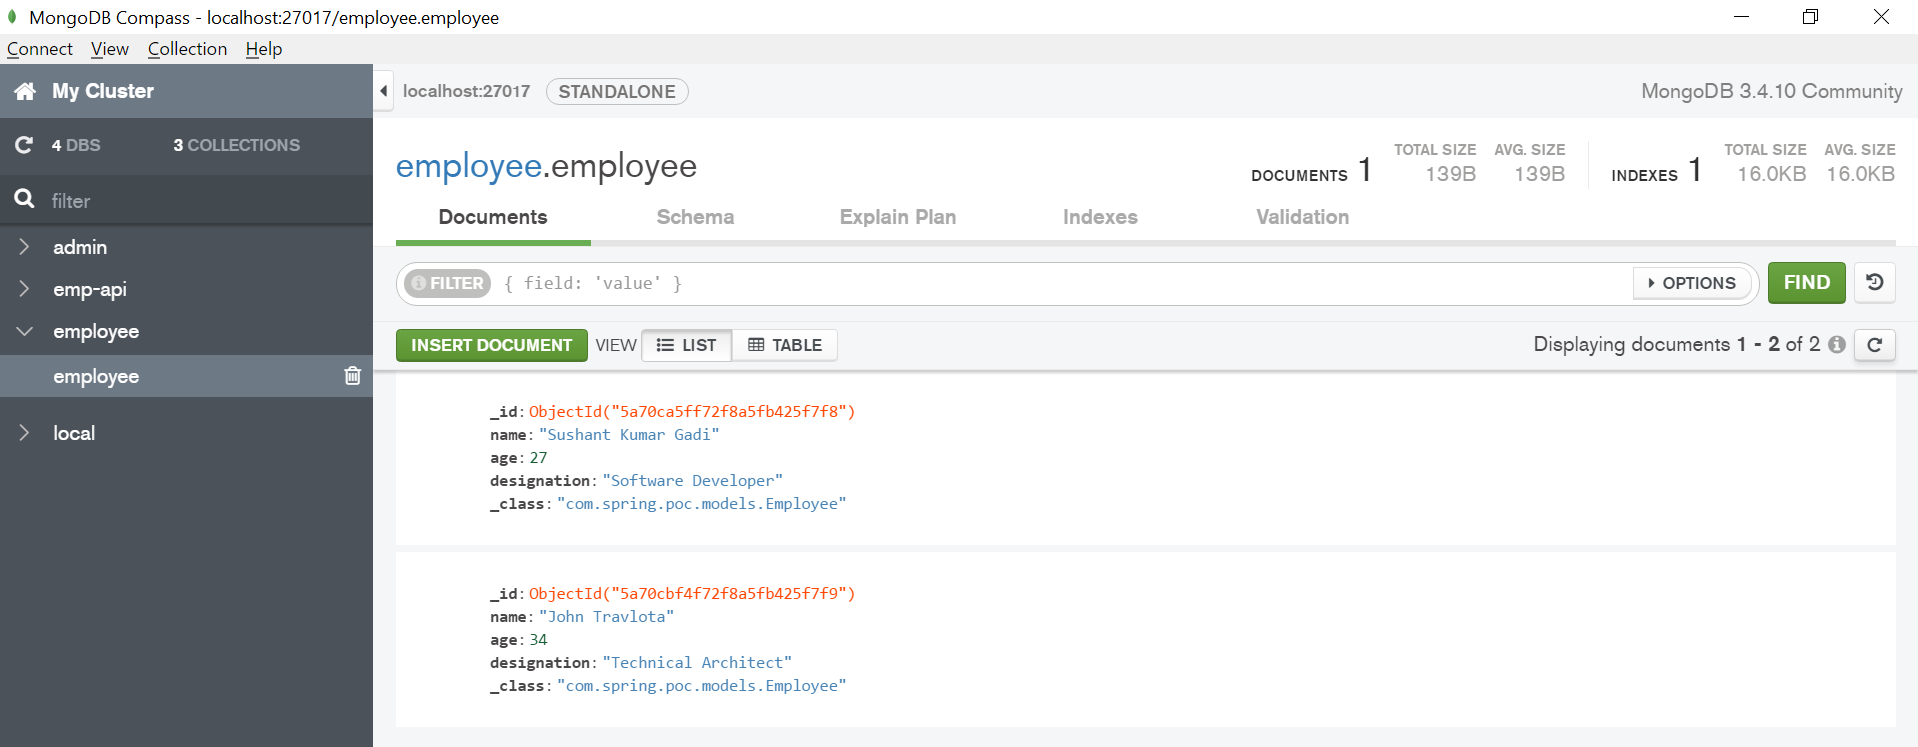 MongoDB Compass - localhost:27017/employee.employee
Connect View Collection Help
My Cluster
4 DBS 3 COLLECTIONS
filter
admin
emp-api
employee
employee
local
localhost:27017 STANDALONE MongoDB 3.4.10 Community
employee.employee
DOCUMENTS 1 TOTAL SIZE 139B AVG. SIZE 139B INDEXES 1 TOTAL SIZE 16.0KB AVG. SIZE 16.0KB
Documents Schema Explain Plan Indexes Validation
FILTER { field: 'value' } OPTIONS FIND
INSERT DOCUMENT VIEW LIST TABLE Displaying documents 1 - 2 of 2
_id: ObjectId("5a70ca5ff72f8a5fb425f7f8")
name: "Sushant Kumar Gadi"
age: 27
designation: "Software Developer"
_class: "com.spring.poc.models.Employee"
_id: ObjectId("5a70cbf4f72f8a5fb425f7f9")
name: "John Travlota"
age: 34
designation: "Technical Architect"
_class: "com.spring.poc.models.Employee"